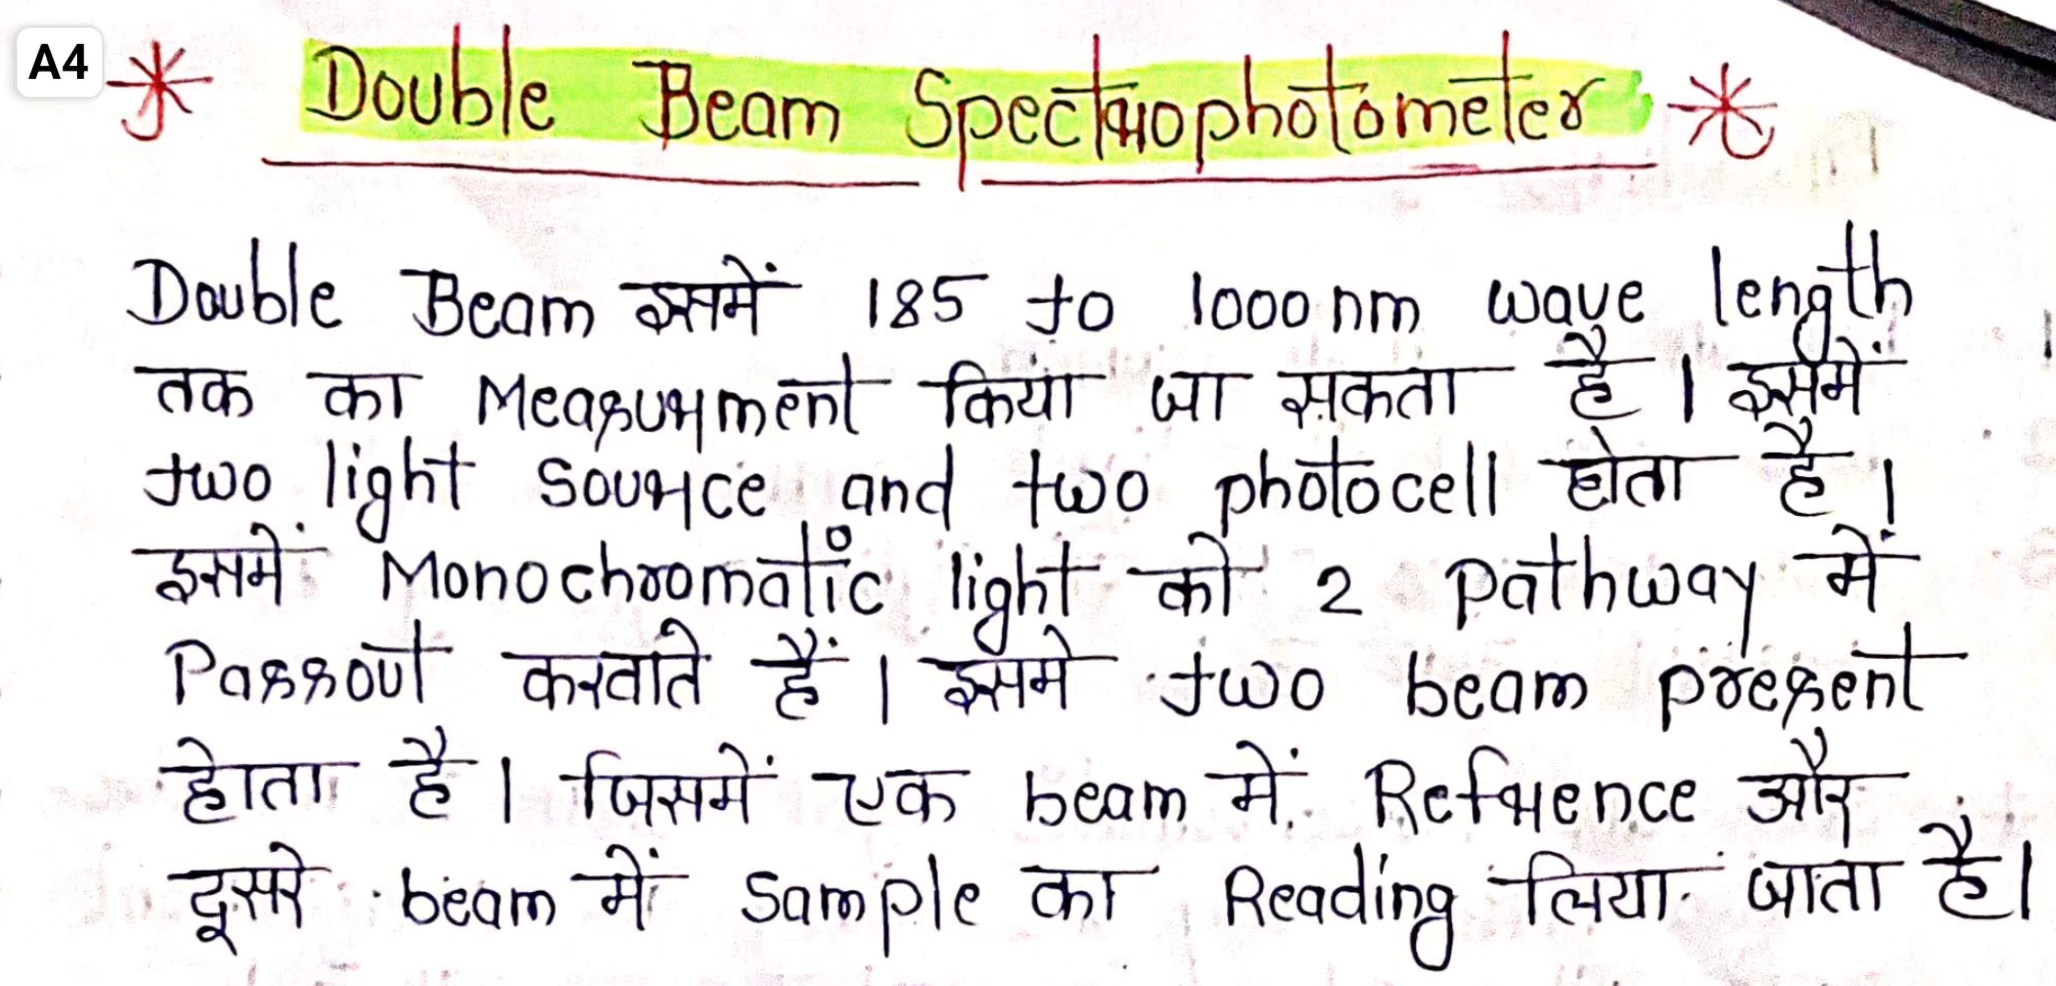 A4
Double Beam Spectrophotometer
Double Beam इसमें 185 to 1000nm wave length
तक का Measurment किया जा सकता है । इसमें
two light source and two photocell होता है ।
इसमें Monochromatic light को 2 Pathway में
Passout करवाते हैं । इसमे two beam present
होता है । जिसमें एक beam में Refrence और
दूसरे beam में Sample का Reading लिया जाता है।